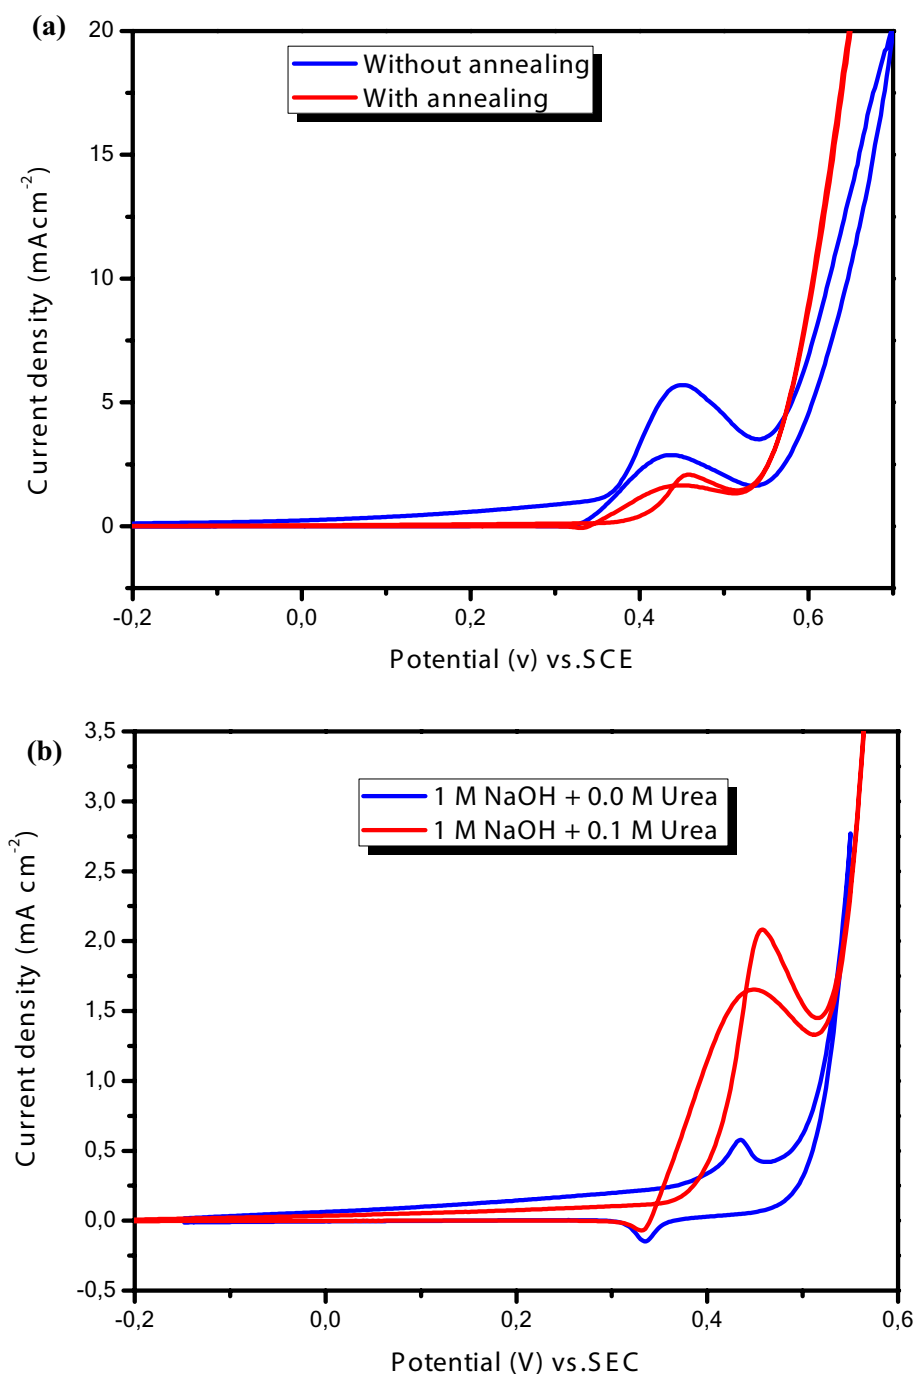 (a)
Without annealing
With annealing
20
15
10
5
0
Current density (mAcm-2)
-0,2 0,0 0,2 0,4 0,6
Potential (v) vs.SCE
(b)
1 M NaOH + 0.0 M Urea
1 M NaOH + 0.1 M Urea
3,5
3,0
2,5
2,0
1,5
1,0
0,5
0,0
-0,5
Current density (mA cm-2)
-0,2 0,0 0,2 0,4 0,6
Potential (V) vs.SEC